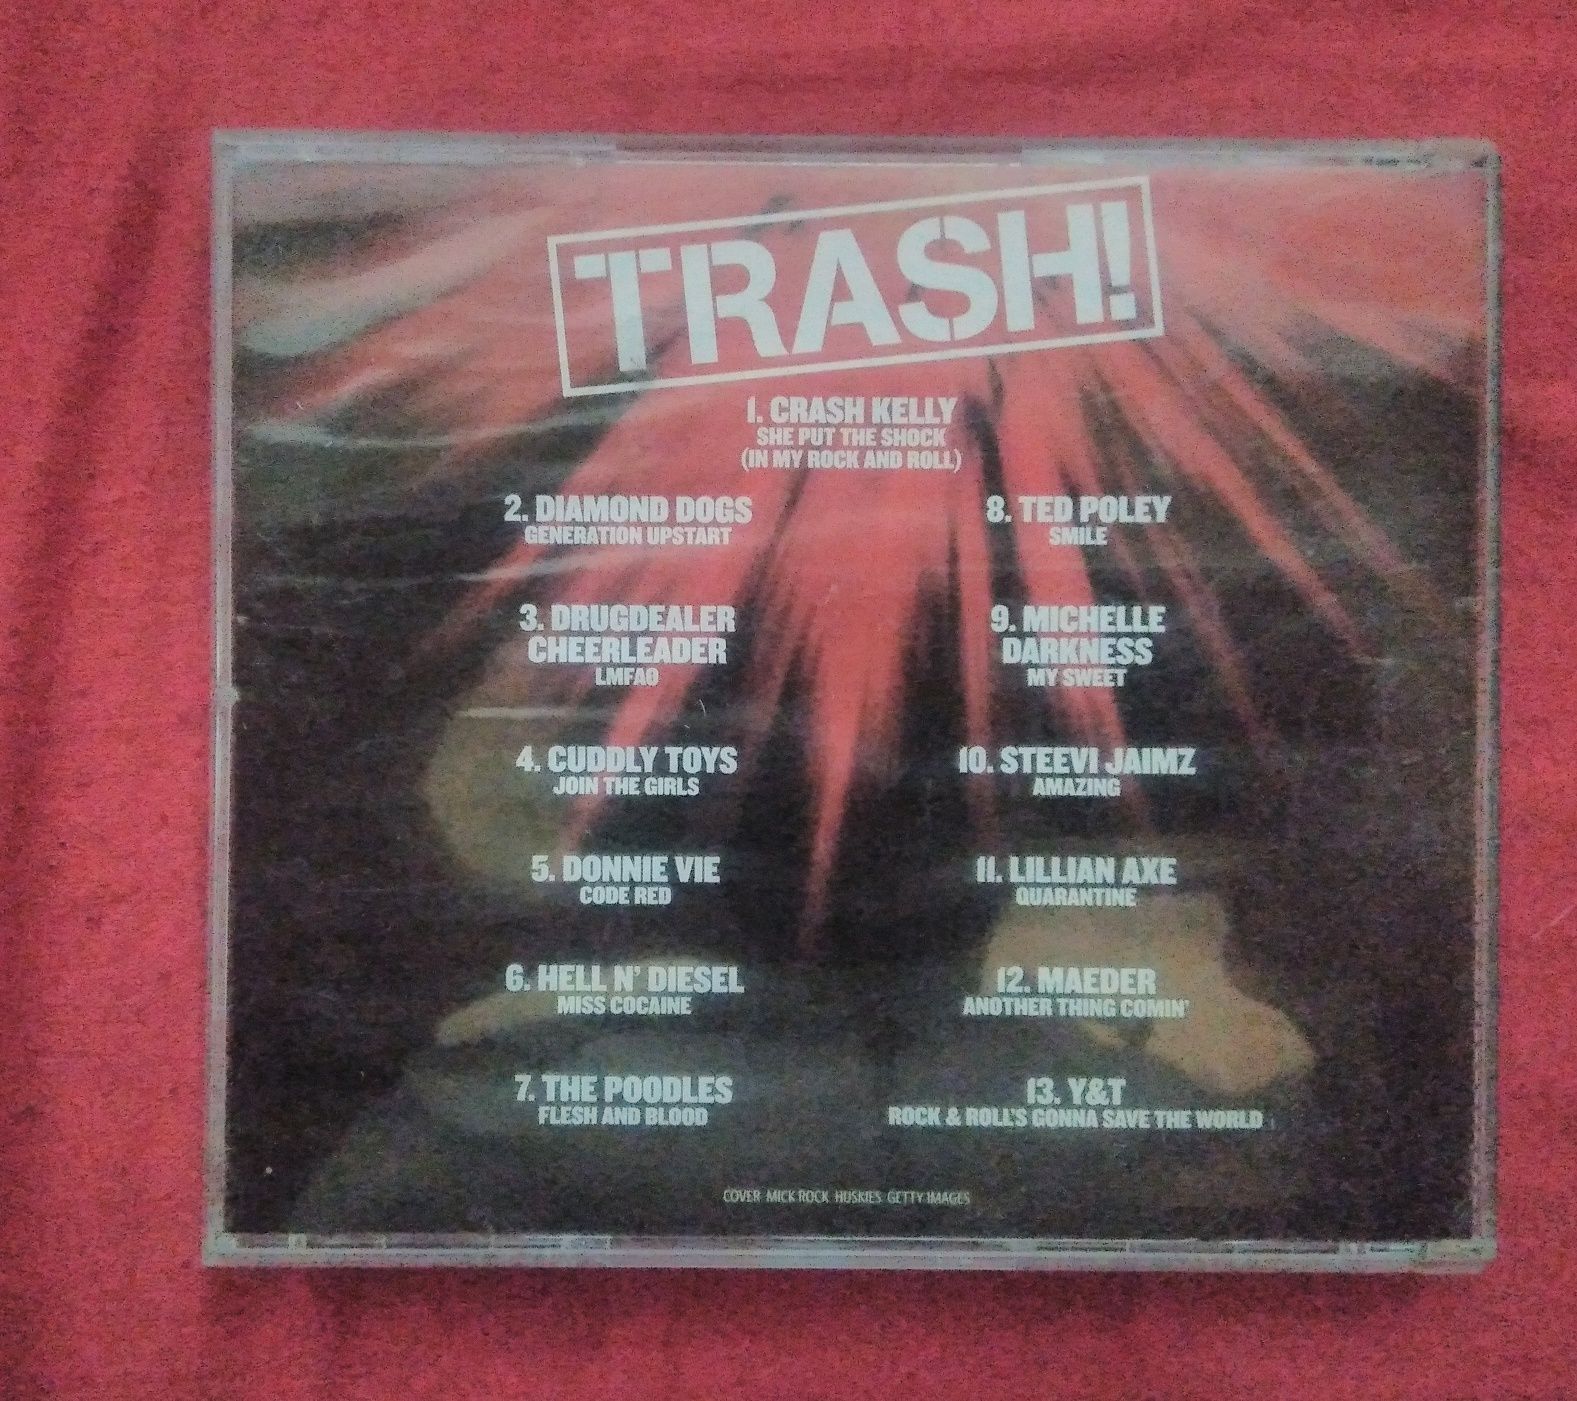 TRASH!
1. CRASH KELLY
SHE PUT THE SHOCK
(IN MY ROCK AND ROLL)
2. DIAMOND DOGS
GENERATION UPSTART
3. DRUGDEALER
CHEERLEADER
LMFAO
4. CUDDLY TOYS
JOIN THE GIRLS
5. DONNIE VIE
CODE RED
6. HELL N' DIESEL
MISS COCAINE
7. THE POODLES
FLESH AND BLOOD
8. TED POLEY
SMILE
9. MICHELLE
DARKNESS
MY SWEET
10. STEEVI JAIMZ
AMAZING
11. LILLIAN AXE
QUARANTINE
12. MAEDER
ANOTHER THING COMIN'
13. Y&T
ROCK & ROLL'S GONNA SAVE THE WORLD
COVER MICK ROCK HUSKIES GETTY IMAGES